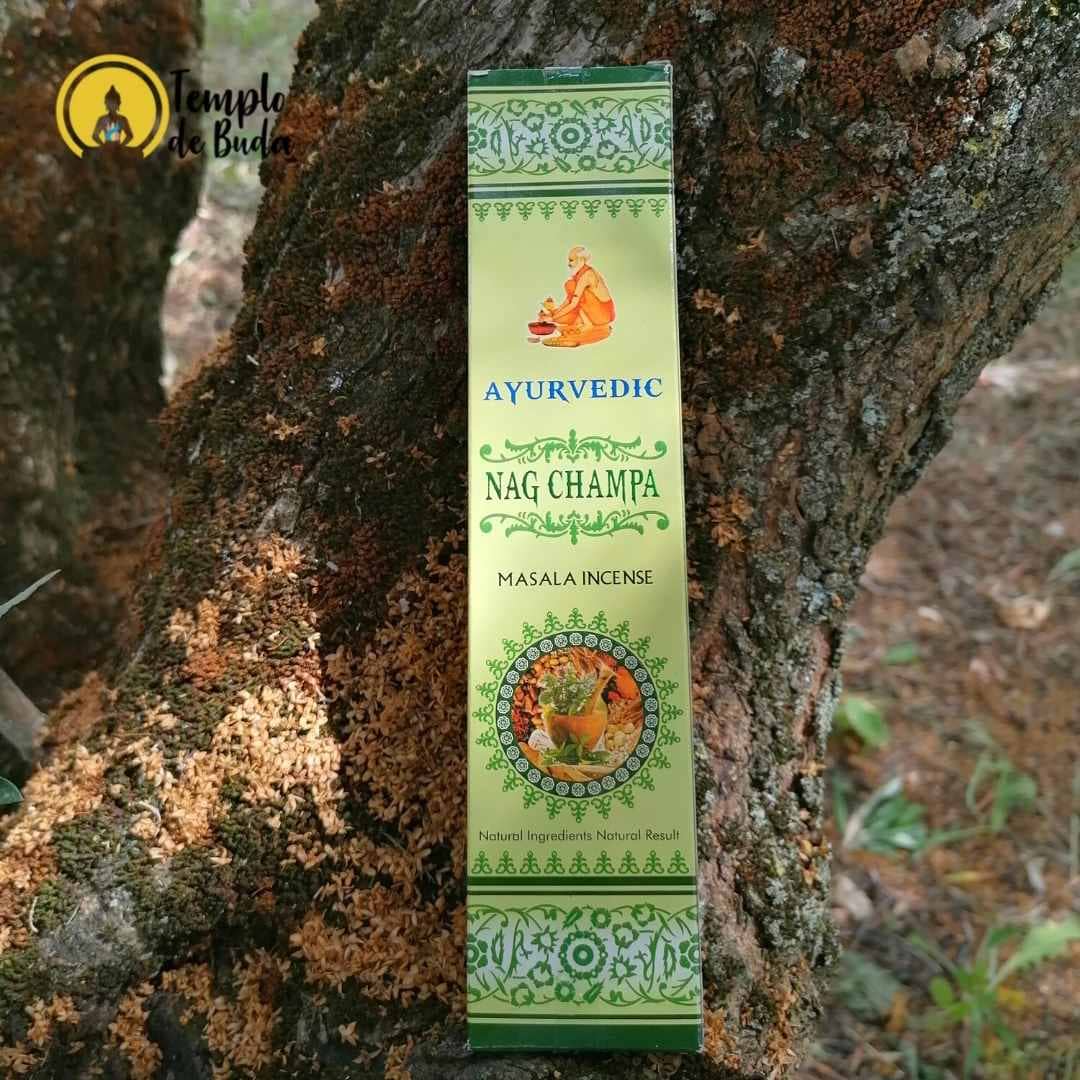 Templo
de Buda
AYURVEDIC
NAG CHAMPA
MASALA INCENSE
Natural Ingredients Natural Result